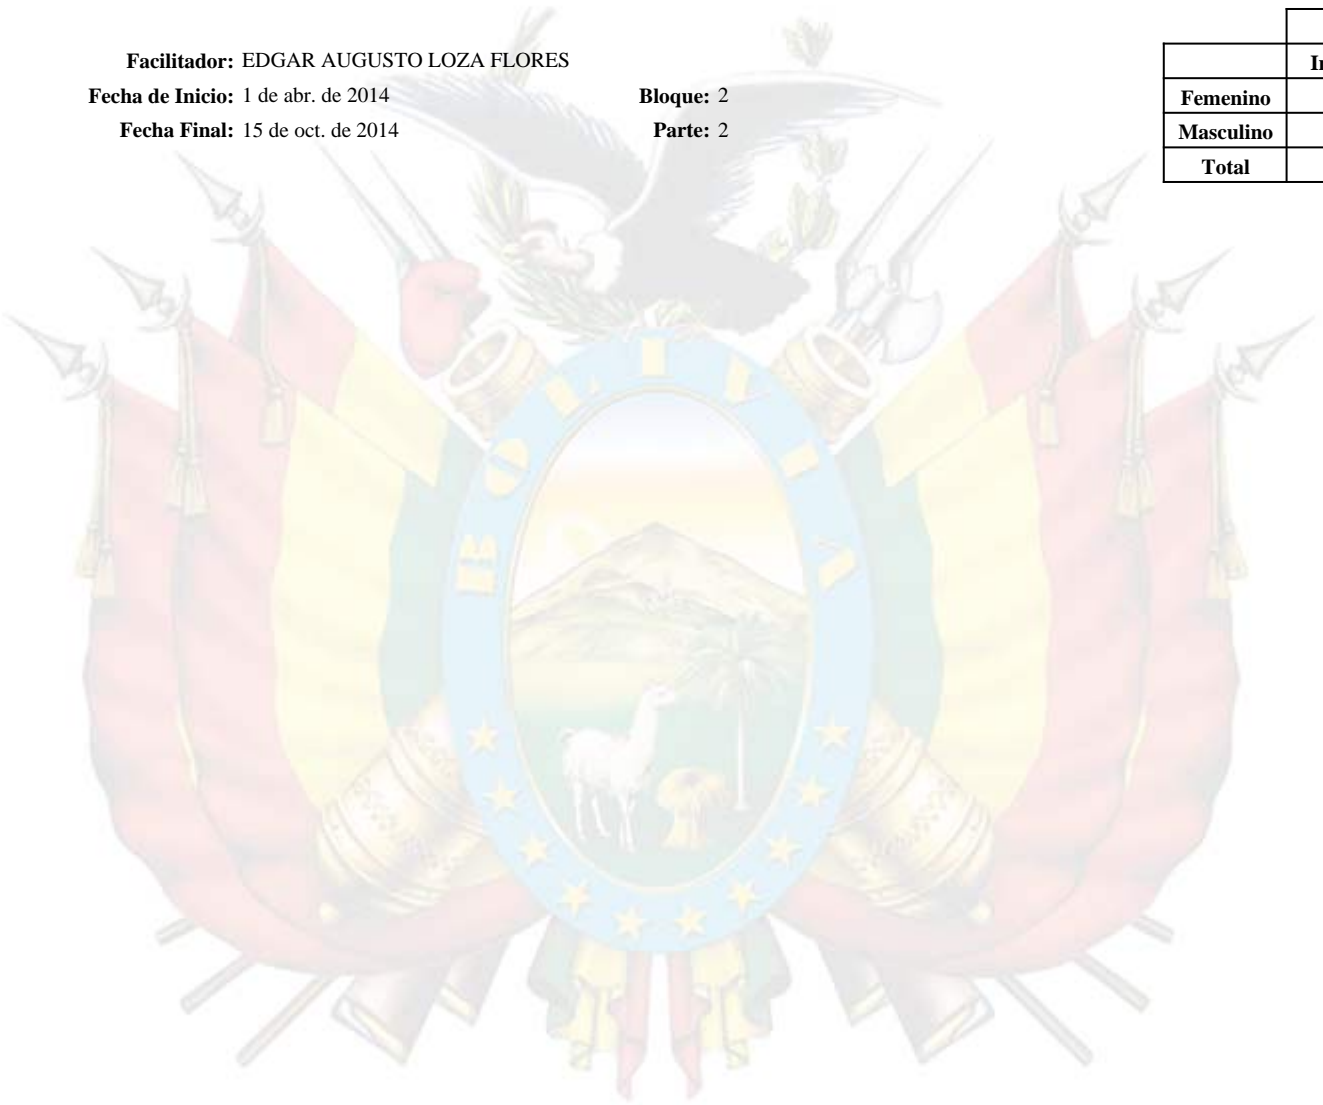 Facilitador: EDGAR AUGUSTO LOZA FLORES
Fecha de Inicio: 1 de abr. de 2014 Bloque: 2
Fecha Final: 15 de oct. de 2014 Parte: 2
Femenino
Masculino
Total
BOLIVIA